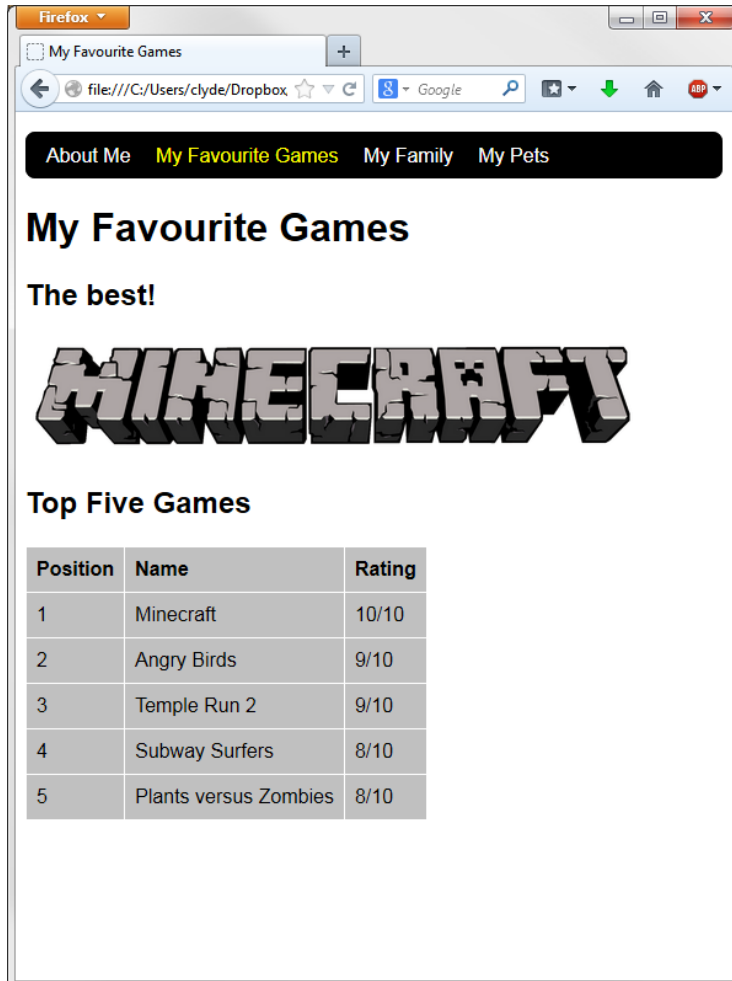 Firefox
My Favourite Games
file:///C:/Users/clyde/Dropbox,
8 Google
ABP
About Me My Favourite Games My Family My Pets
My Favourite Games
The best!
MINECRAFT
Top Five Games
Position Name Rating
1 Minecraft 10/10
2 Angry Birds 9/10
3 Temple Run 2 9/10
4 Subway Surfers 8/10
5 Plants versus Zombies 8/10